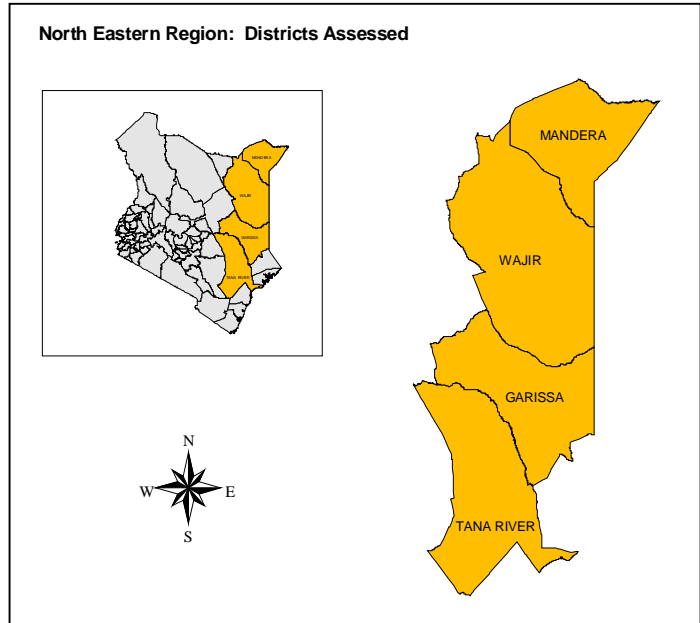 North Eastern Region: Districts Assessed
MANDERA
WAJIR
GARISSA
TANA RIVER
MANDERA
WAJIR
GARISSA
TANA RIVER
N
W
E
S